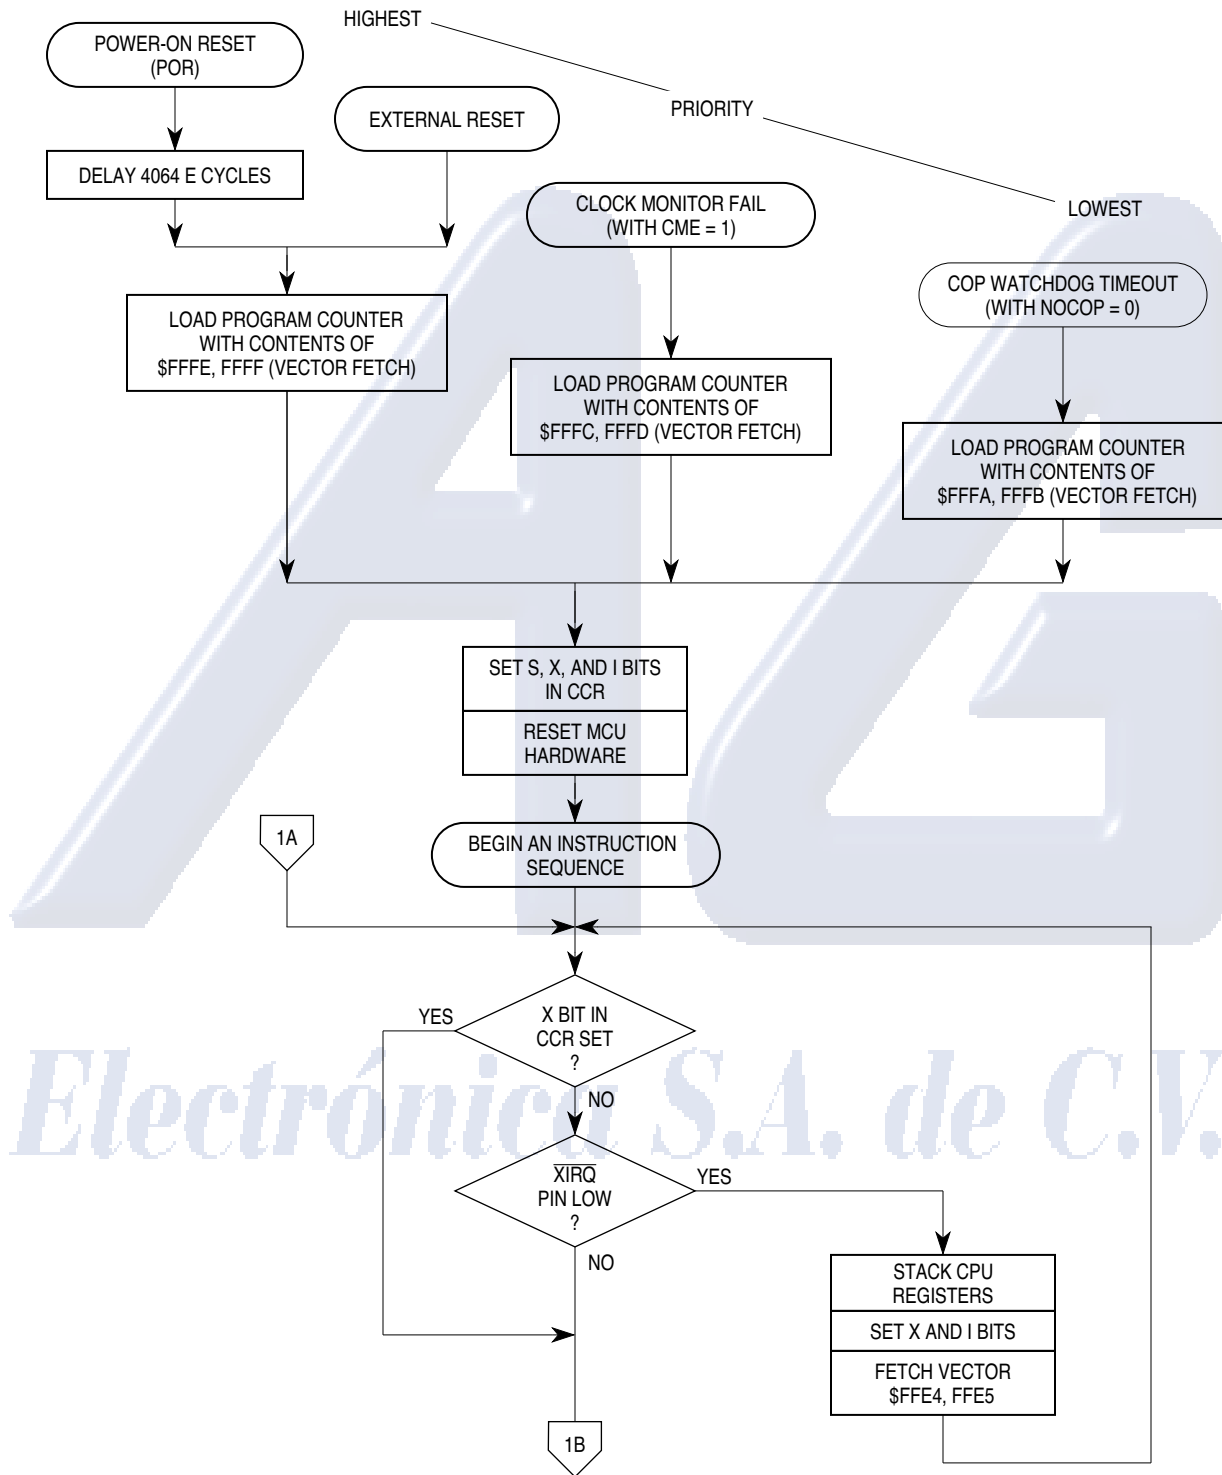 HIGHEST
POWER-ON RESET
(POR)
PRIORITY
EXTERNAL RESET
DELAY 4064 E CYCLES
CLOCK MONITOR FAIL
(WITH CME = 1)
LOWEST
COP WATCHDOG TIMEOUT
(WITH NOCOP = 0)
LOAD PROGRAM COUNTER
WITH CONTENTS OF
$FFFE, FFFF (VECTOR FETCH)
LOAD PROGRAM COUNTER
WITH CONTENTS OF
$FFFC, FFFD (VECTOR FETCH)
LOAD PROGRAM COUNTER
WITH CONTENTS OF
$FFFA, FFFB (VECTOR FETCH)
SET S, X, AND I BITS
IN CCR
RESET MCU
HARDWARE
1A
BEGIN AN INSTRUCTION
SEQUENCE
YES
X BIT IN
CCR SET
?
NO
XIRQ
PIN LOW
?
YES
NO
STACK CPU
REGISTERS
SET X AND I BITS
FETCH VECTOR
$FFE4, FFE5
1B
AG
Electrónica S.A. de C.V.